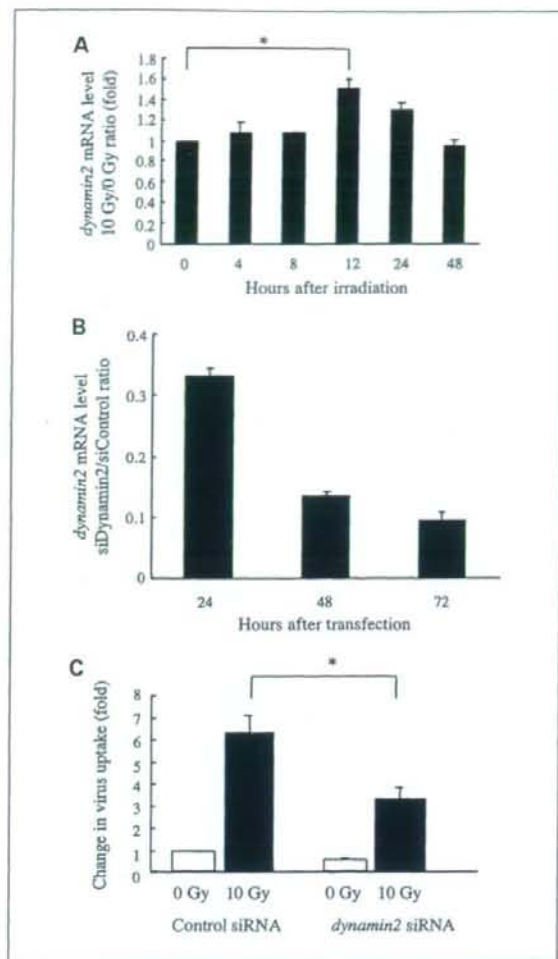 A
*
dynamin2 mRNA level
10 Gy/0 Gy ratio (fold)
1.8
1.6
1.4
1.2
1
0.8
0.6
0.4
0.2
0
0 4 8 12 24 48
Hours after irradiation
B
dynamin2 mRNA level
siDynamin2/siControl ratio
0.4
0.3
0.2
0.1
0
24 48 72
Hours after transfection
C
*
Change in virus uptake (fold)
8
7
6
5
4
3
2
1
0
0 Gy 10 Gy 0 Gy 10 Gy
Control siRNA dynamin2 siRNA